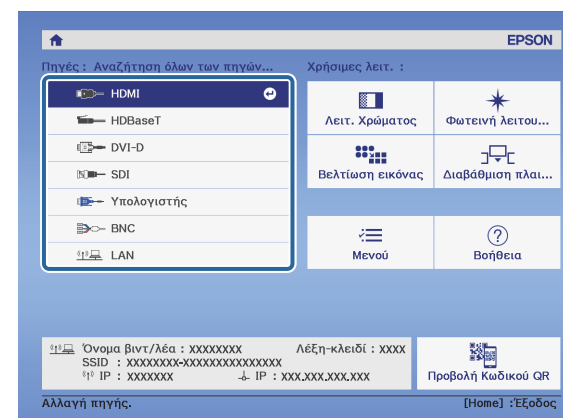 EPSON
Πηγές : Αναζήτηση όλων των πηγών...
Χρήσιμες λειτ. :
HDMI
HDBaseT
DVI-D
SDI
Υπολογιστής
BNC
LAN
Λειτ. Χρώματος
Φωτεινή λειτου...
Βελτίωση εικόνας
Διαβάθμιση πλαι...
Μενού
Βοήθεια
Όνομα βιντ/λέα : XXXXXXXX Λέξη-κλειδί : XXXX
SSID : XXXXXXXX-XXXXXXXXXXXXXXX
IP : XXXXXXX IP : XXX.XXX.XXX.XXX
Προβολή Κωδικού QR
Αλλαγή πηγής.
[Home] :Έξοδος